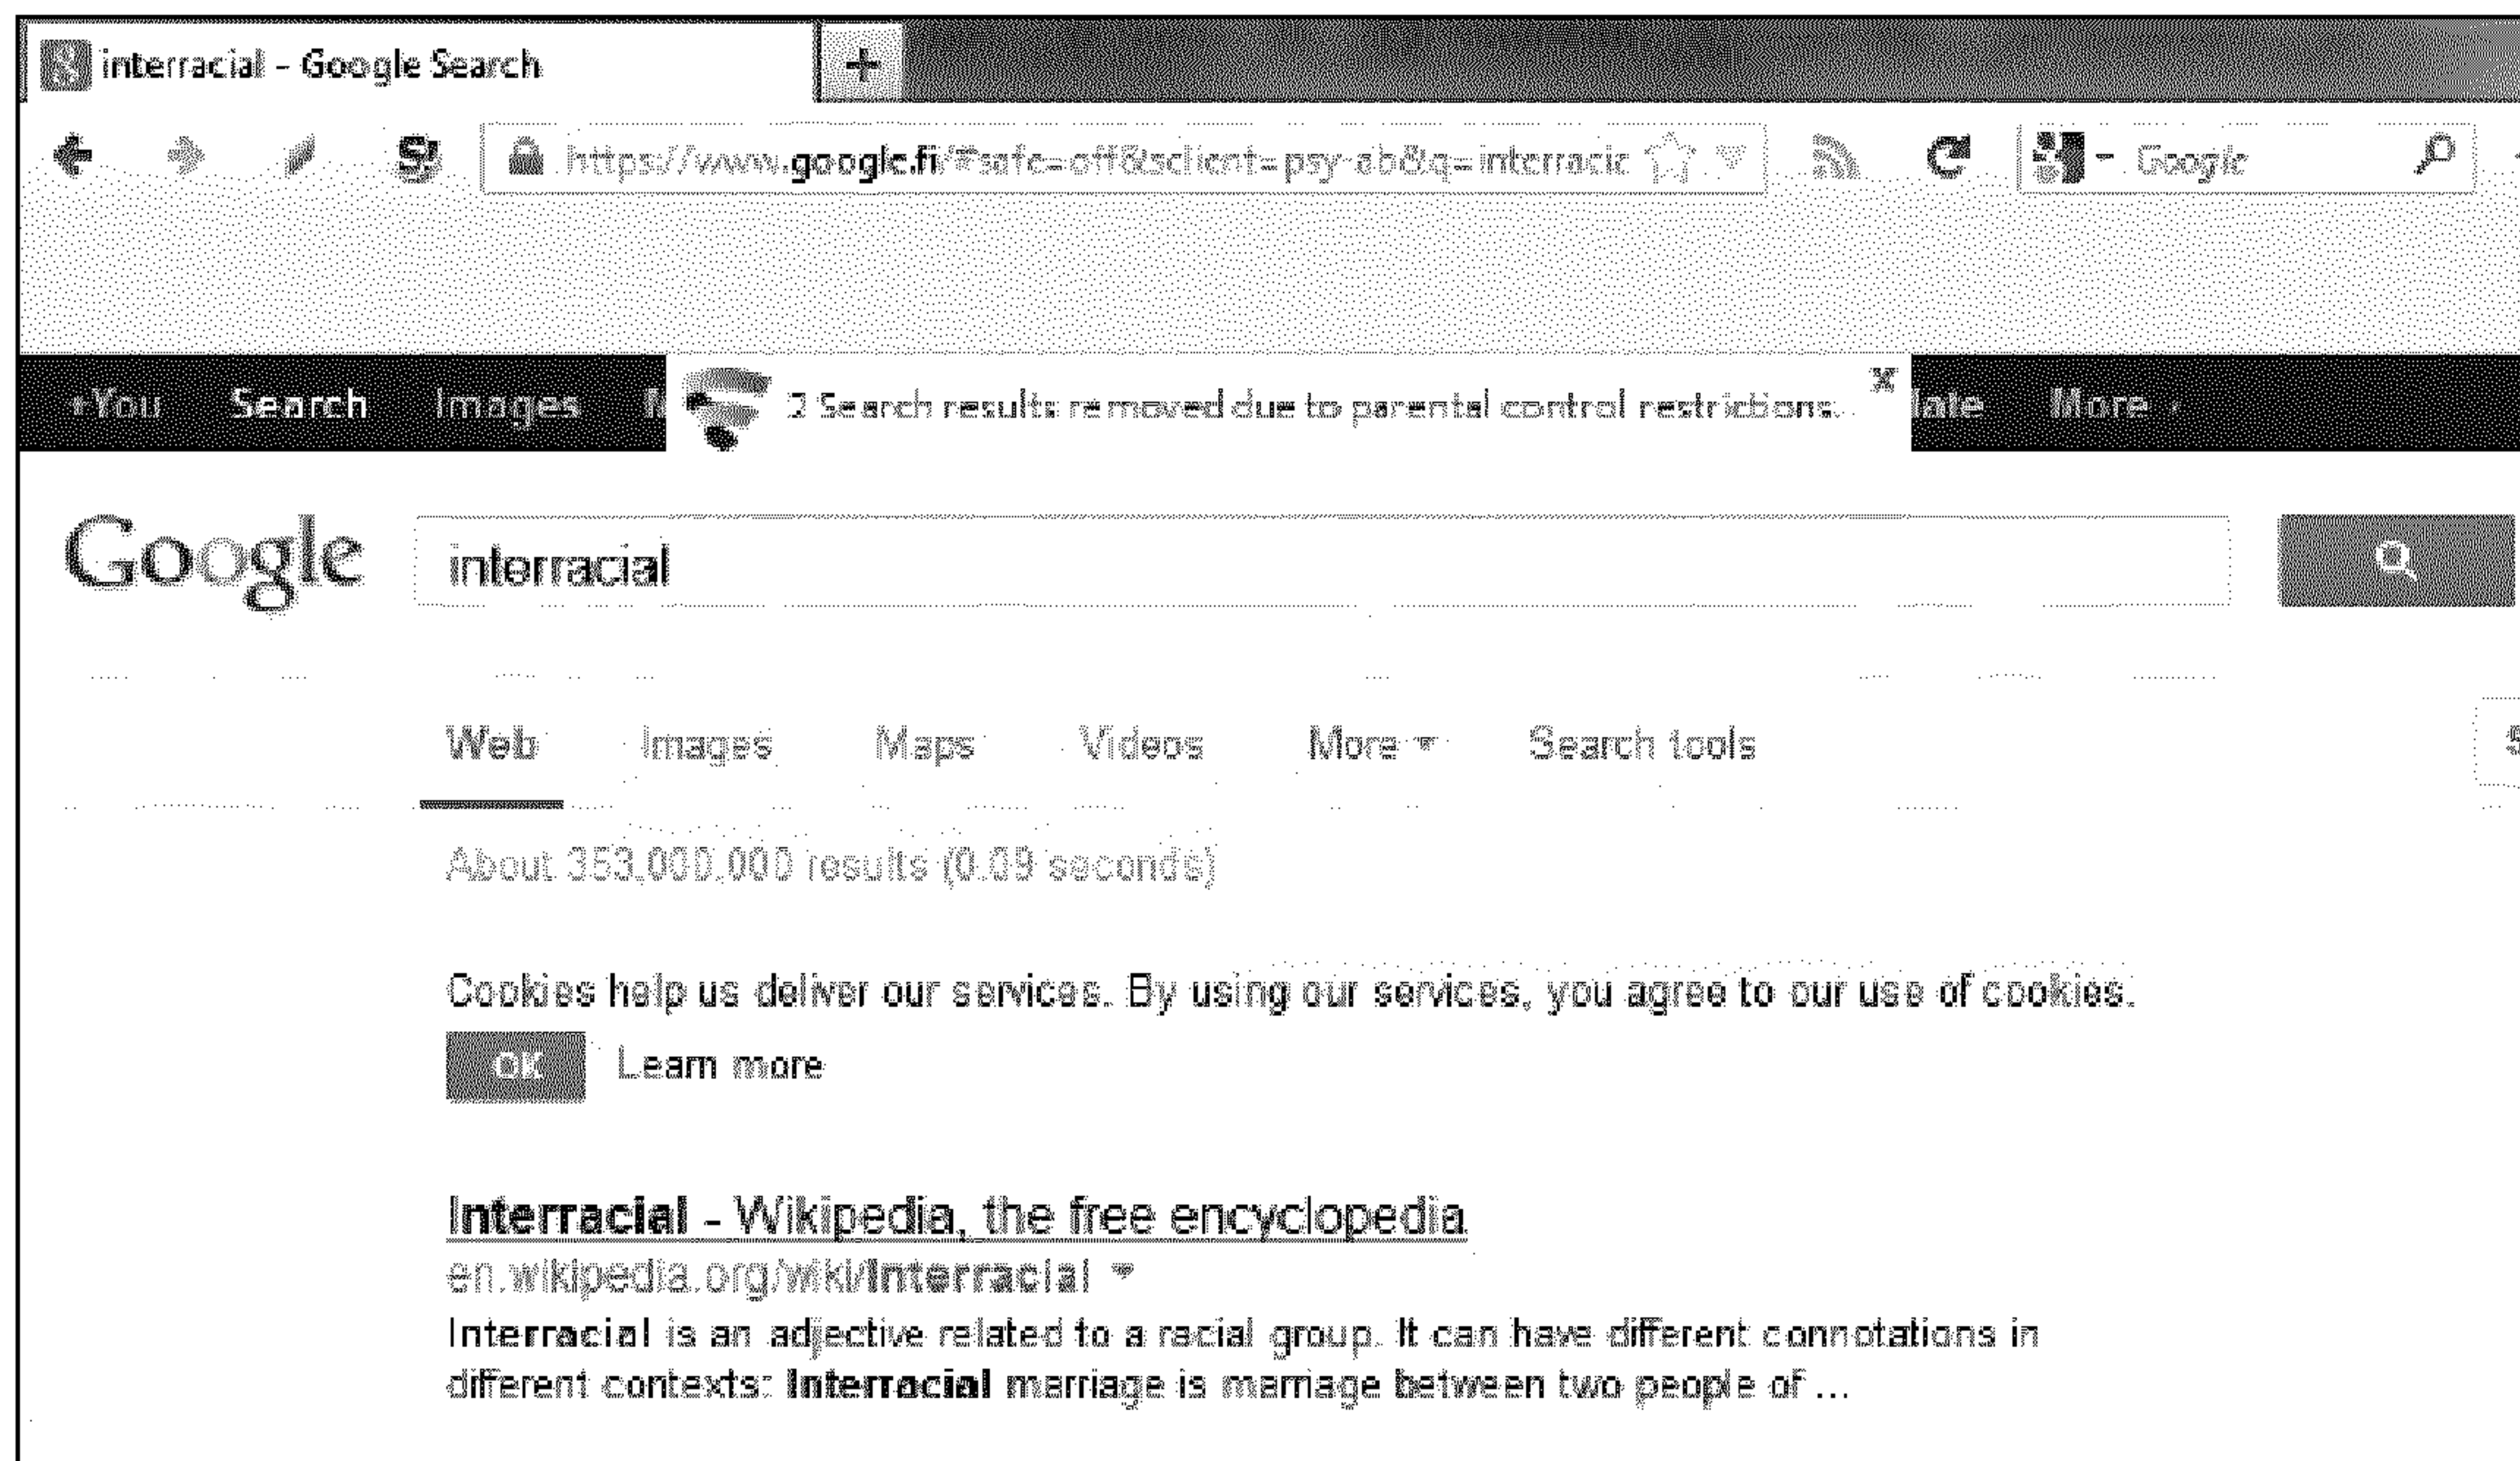 interracial - Google Search +
https://www.google.fi/#safe=off&sclient=psy-ab&q=interracia Google
+You Search Images 2 Search results removed due to parental control restrictions. late More
Google interracial
Web Images Maps Videos More Search tools
About 353,000,000 results (0.09 seconds)
Cookies help us deliver our services. By using our services, you agree to our use of cookies.
OK Learn more
Interracial - Wikipedia, the free encyclopedia
en.wikipedia.org/wiki/Interracial
Interracial is an adjective related to a racial group. It can have different connotations in
different contexts: Interracial marriage is marriage between two people of ...